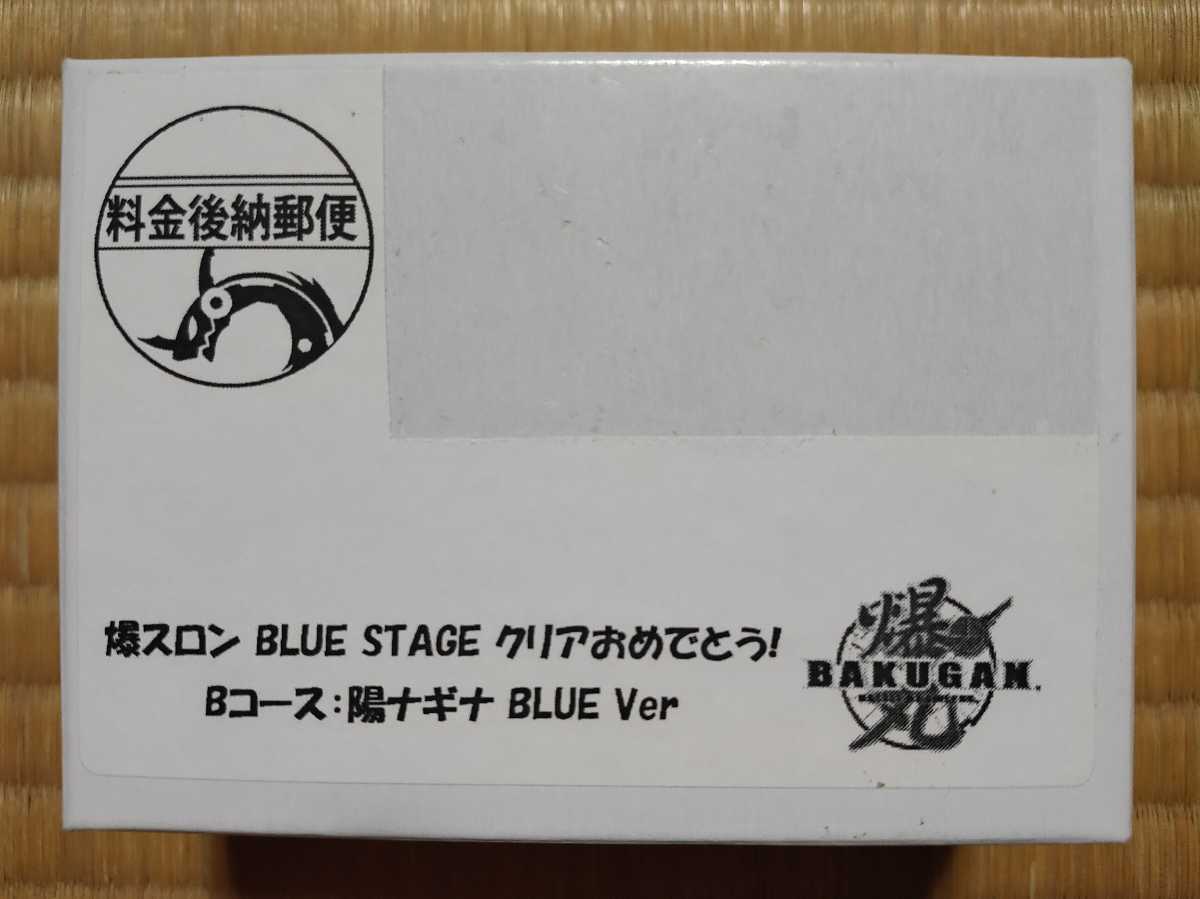 料金後納郵便
爆スロン BLUE STAGE クリアおめでとう!
Bコース:陽ナギナ BLUE Ver
爆
BAKUGAN
丸